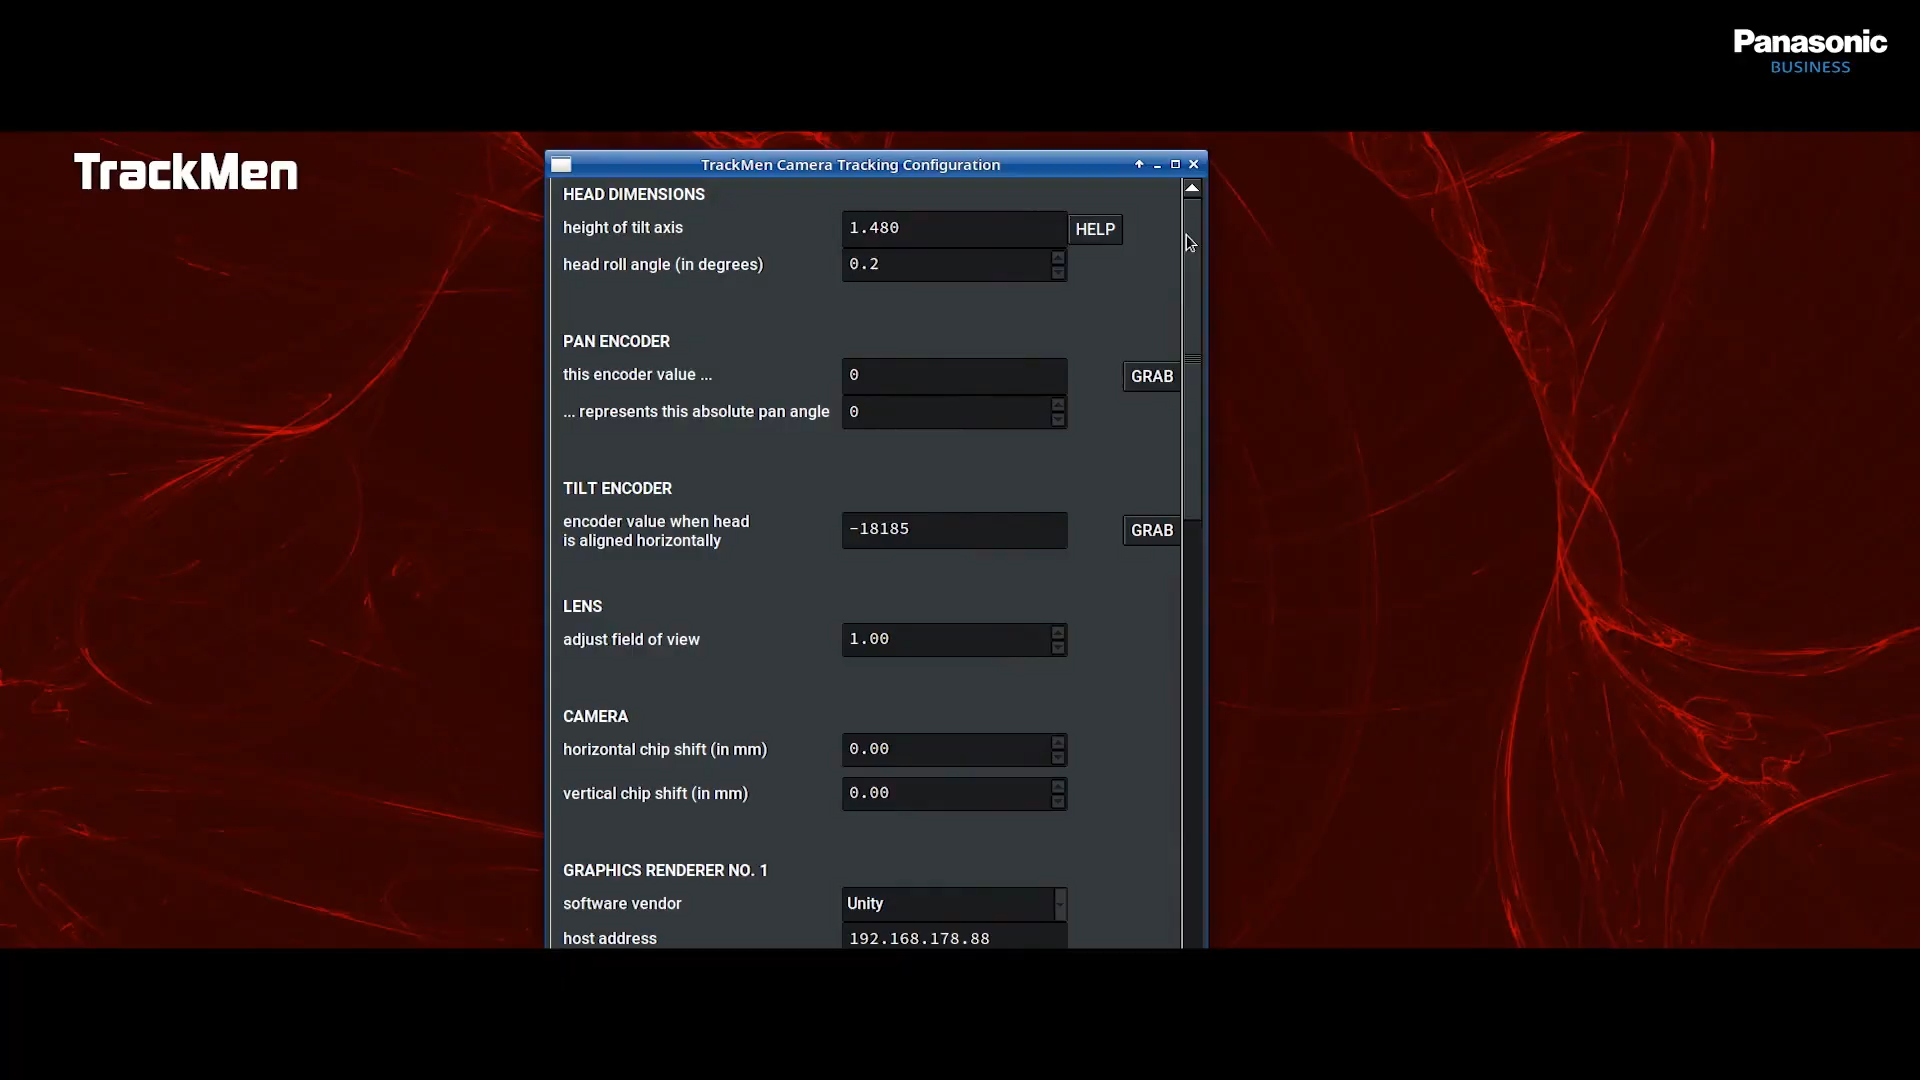 Panasonic
BUSINESS
TrackMen
TrackMen Camera Tracking Configuration
HEAD DIMENSIONS
height of tilt axis 1.480 HELP
head roll angle (in degrees) 0.2
PAN ENCODER
this encoder value ... 0 GRAB
... represents this absolute pan angle 0
TILT ENCODER
encoder value when head
is aligned horizontally -18185 GRAB
LENS
adjust field of view 1.00
CAMERA
horizontal chip shift (in mm) 0.00
vertical chip shift (in mm) 0.00
GRAPHICS RENDERER NO. 1
software vendor Unity
host address 192.168.178.88